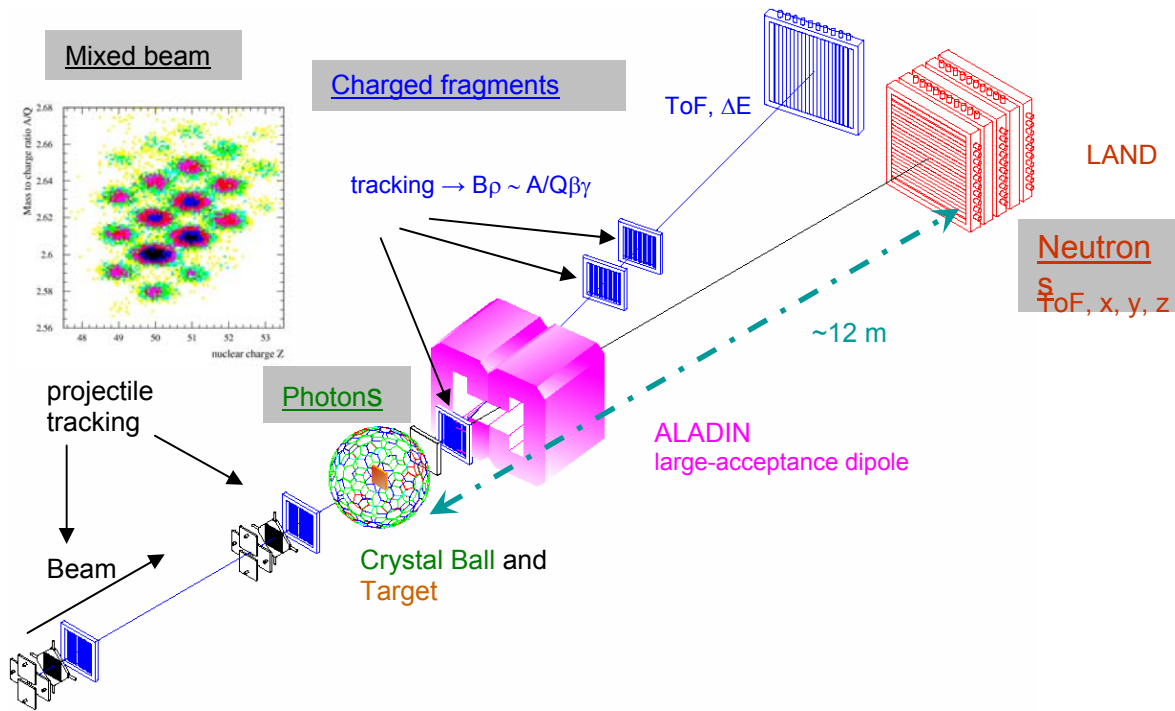 Mixed beam
2.68
2.66
2.64
2.62
2.6
2.58
2.56
Mass to charge ratio A/Q
48
49
50
51
52
53
nuclear charge Z
Charged fragments
ToF, ΔE
LAND
tracking → Bρ ~ A/Qβγ
Neutron
s
ToF, x, y, z
~12 m
projectile
tracking
Photons
ALADIN
large-acceptance dipole
Beam
Crystal Ball and
Target